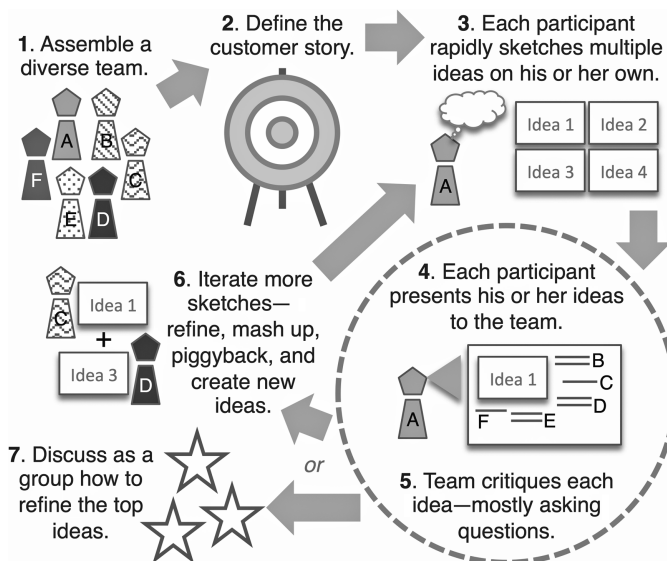 1. Assemble a
diverse team.
A
B
F
C
E
D
2. Define the
customer story.
3. Each participant
rapidly sketches multiple
ideas on his or her own.
A
Idea 1
Idea 2
Idea 3
Idea 4
4. Each participant
presents his or her ideas
to the team.
A
Idea 1
B
C
D
F
E
5. Team critiques each
idea—mostly asking
questions.
6. Iterate more
sketches—
refine, mash up,
piggyback, and
create new
ideas.
C
Idea 1
+
Idea 3
D
or
7. Discuss as a
group how to
refine the top
ideas.